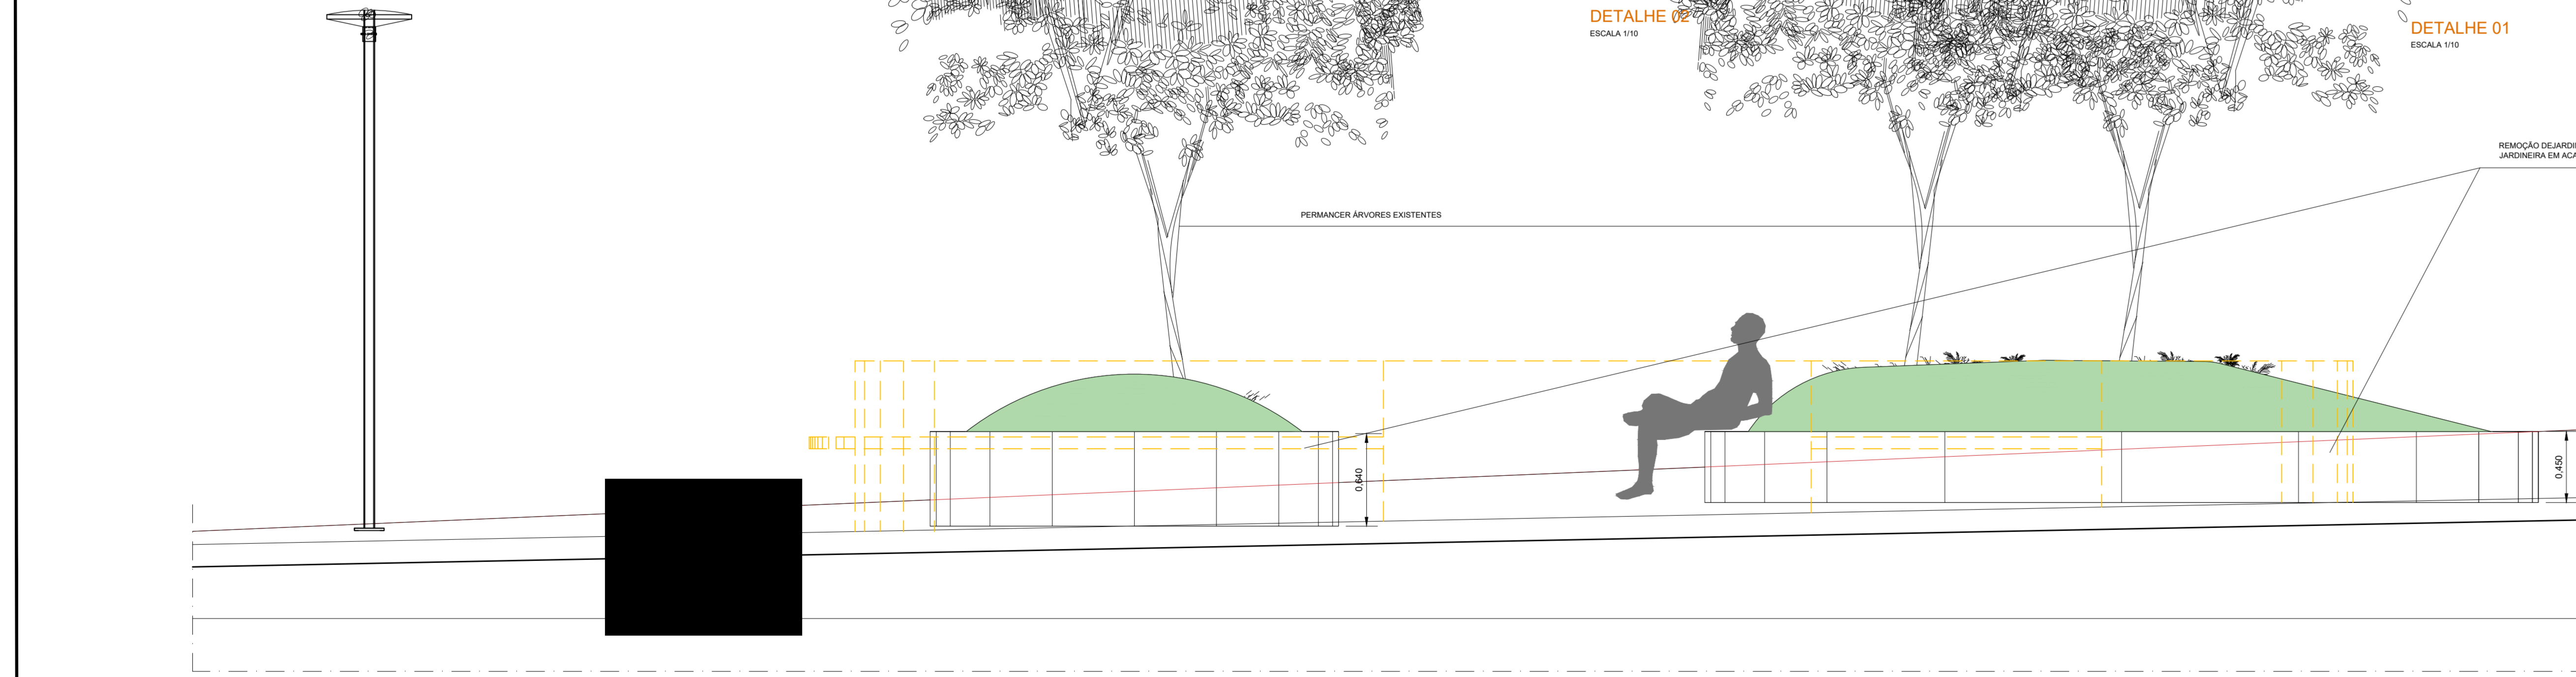 DETALHE 02
ESCALA 1/10
DETALHE 01
ESCALA 1/10
REMOÇÃO DEJARDI
JARDINEIRA EM ACA
PERMANCER ÁRVORES EXISTENTES
0,640
0,450